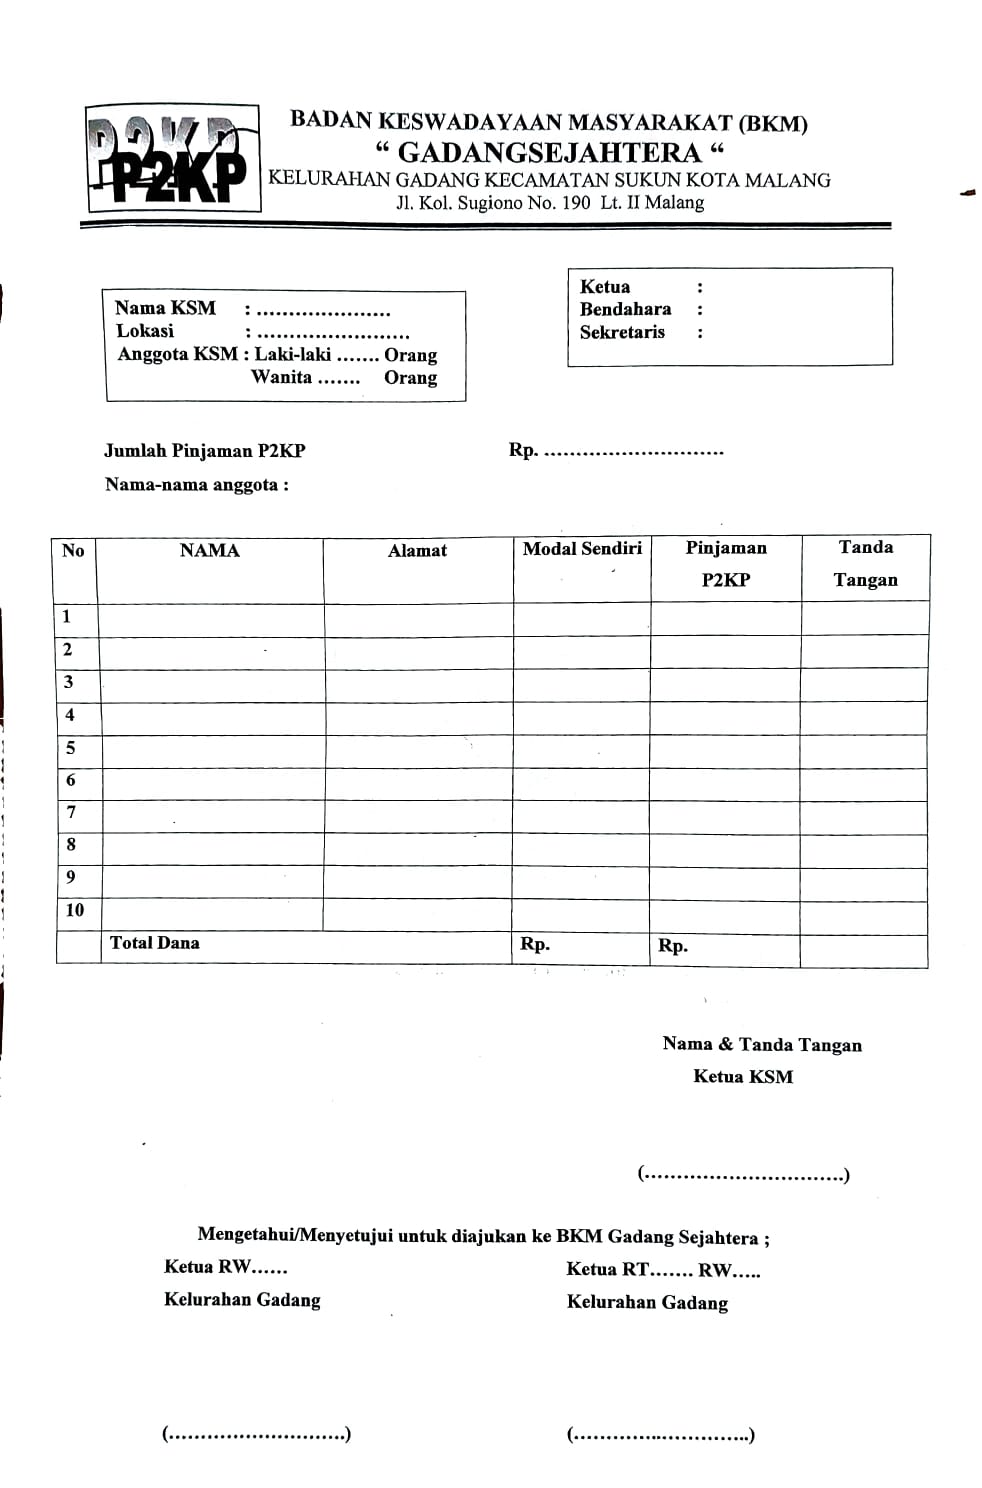 P2KP
P2KP
BADAN KESWADAYAAN MASYARAKAT (BKM)
“ GADANGSEJAHTERA “
KELURAHAN GADANG KECAMATAN SUKUN KOTA MALANG
Jl. Kol. Sugiono No. 190 Lt. II Malang
Nama KSM : .....................
Lokasi : ........................
Anggota KSM : Laki-laki ....... Orang
Wanita ....... Orang
Ketua :
Bendahara :
Sekretaris :
Jumlah Pinjaman P2KP Rp. ............................
Nama-nama anggota :
No NAMA Alamat Modal Sendiri Pinjaman P2KP Tanda Tangan
1
2
3
4
5
6
7
8
9
10
Total Dana Rp. Rp.
Nama & Tanda Tangan
Ketua KSM
(...............................)
Mengetahui/Menyetujui untuk diajukan ke BKM Gadang Sejahtera ;
Ketua RW...... Ketua RT....... RW.....
Kelurahan Gadang Kelurahan Gadang
(............................) (............................)